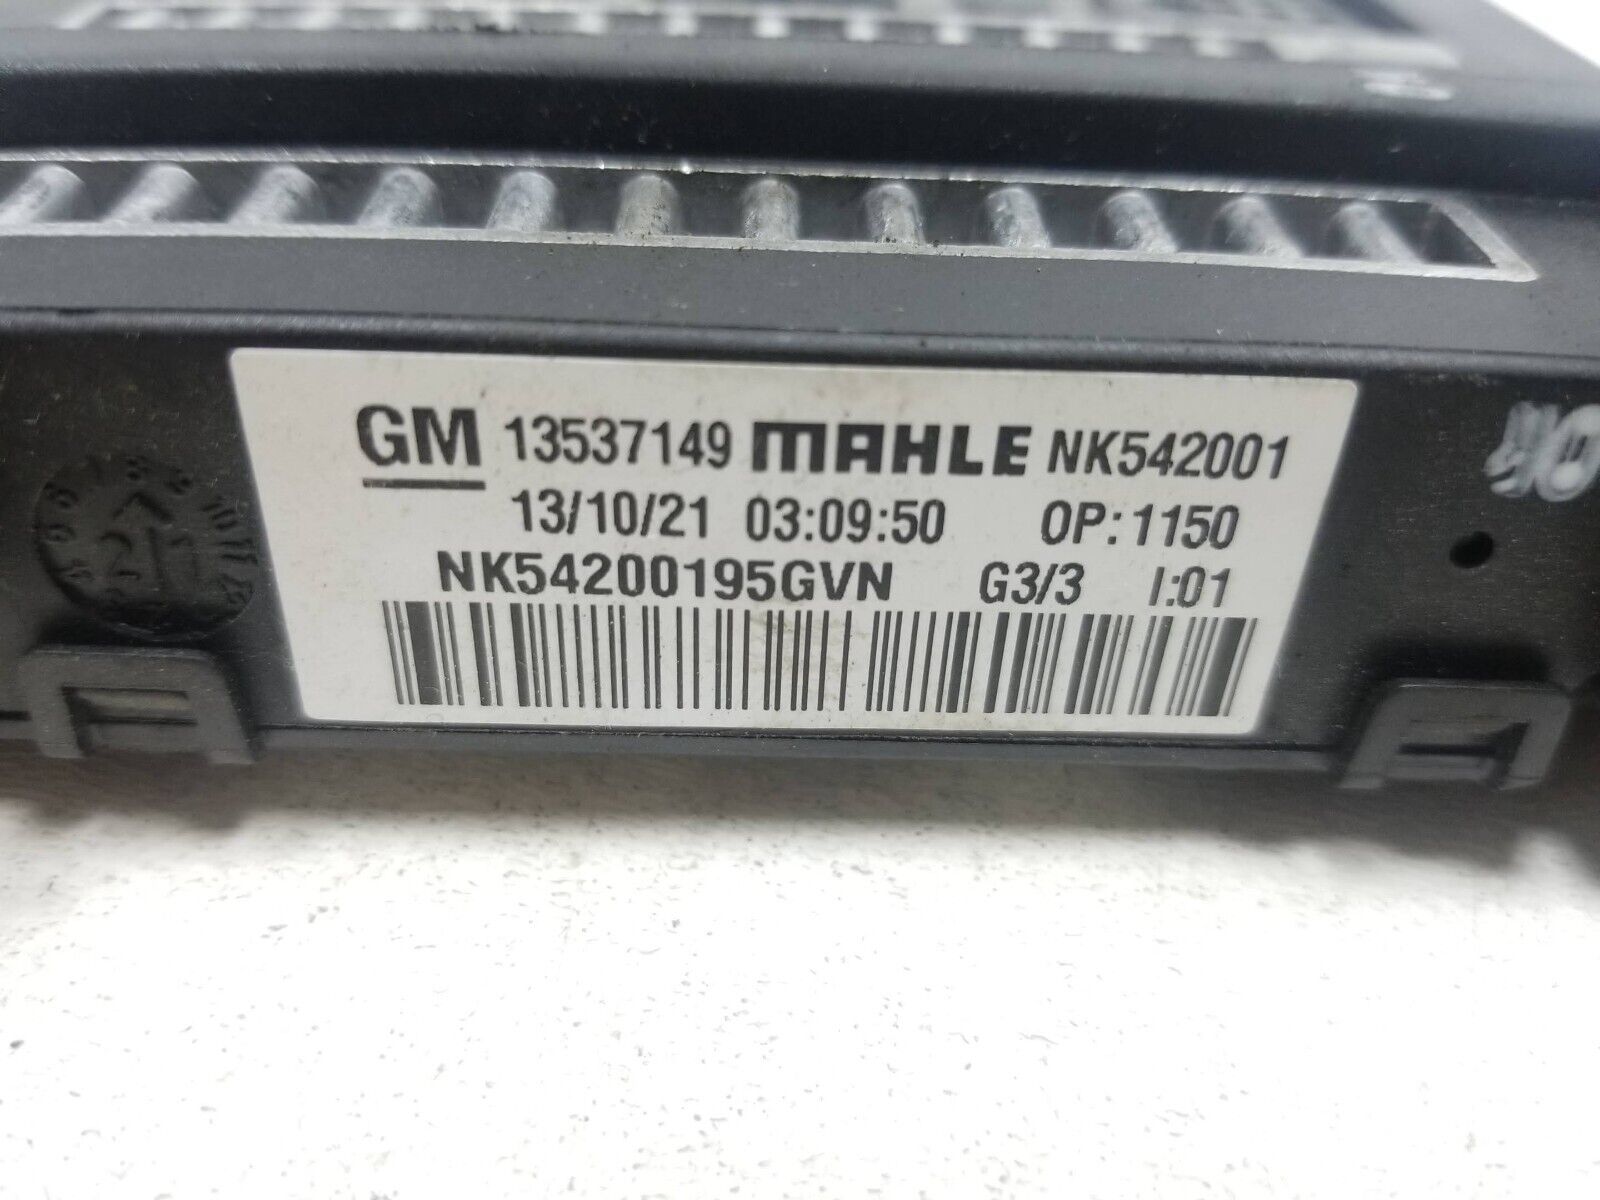 GM 13537149 MAHLE NK542001
13/10/21 03:09:50 OP:1150
NK54200195GVN G3/3 I:01